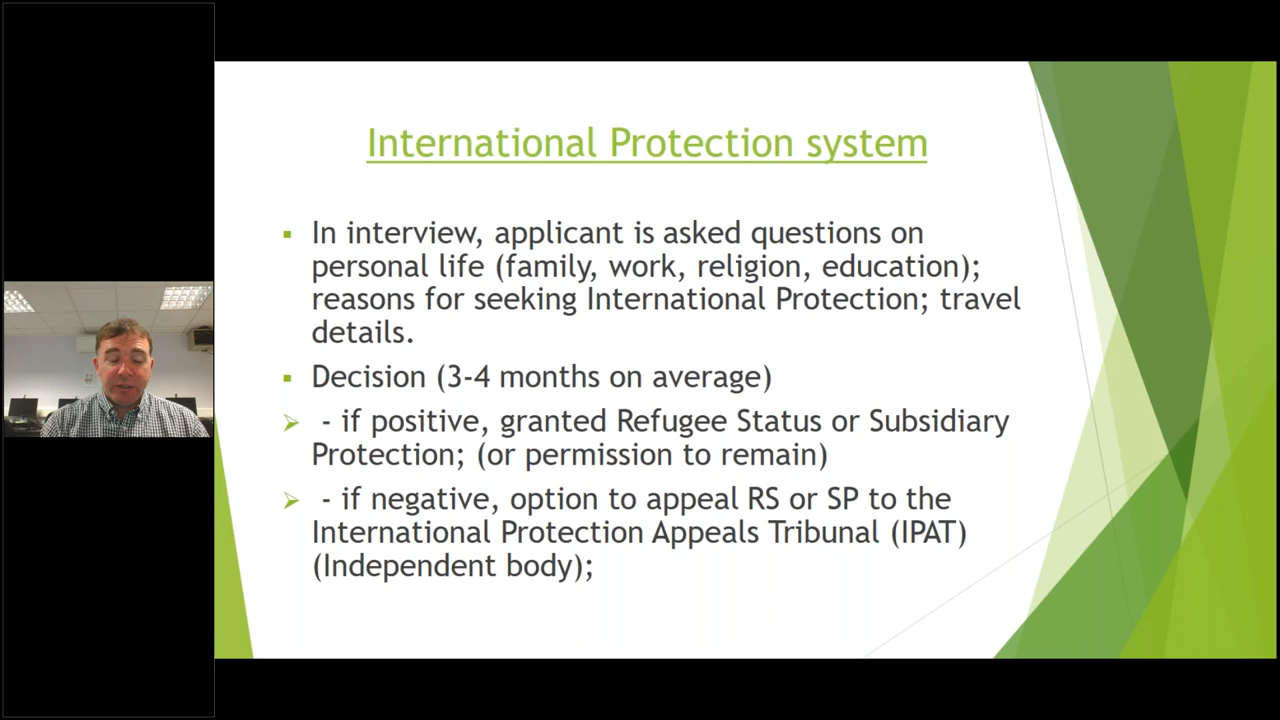 International Protection system
▪ In interview, applicant is asked questions on
personal life (family, work, religion, education);
reasons for seeking International Protection; travel
details.
▪ Decision (3-4 months on average)
➢ - if positive, granted Refugee Status or Subsidiary
Protection; (or permission to remain)
➢ - if negative, option to appeal RS or SP to the
International Protection Appeals Tribunal (IPAT)
(Independent body);